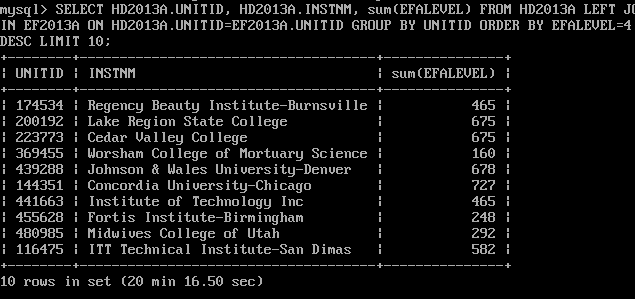 mysql> SELECT HD2013A.UNITID, HD2013A.INSTNM, sum(EFALEVEL) FROM HD2013A LEFT JO
IN EF2013A ON HD2013A.UNITID=EF2013A.UNITID GROUP BY UNITID ORDER BY EFALEVEL=4
DESC LIMIT 10;
+--------+--------------------------------------+---------------+
| UNITID | INSTNM                               | sum(EFALEVEL) |
+--------+--------------------------------------+---------------+
| 174534 | Regency Beauty Institute-Burnsville  |           465 |
| 200192 | Lake Region State College            |           675 |
| 223773 | Cedar Valley College                 |           675 |
| 369455 | Worsham College of Mortuary Science  |           160 |
| 439288 | Johnson & Wales University-Denver    |           678 |
| 144351 | Concordia University-Chicago         |           727 |
| 441663 | Institute of Technology Inc          |           465 |
| 455628 | Fortis Institute-Birmingham          |           248 |
| 480985 | Midwives College of Utah             |           292 |
| 116475 | ITT Technical Institute-San Dimas    |           582 |
+--------+--------------------------------------+---------------+
10 rows in set (20 min 16.50 sec)